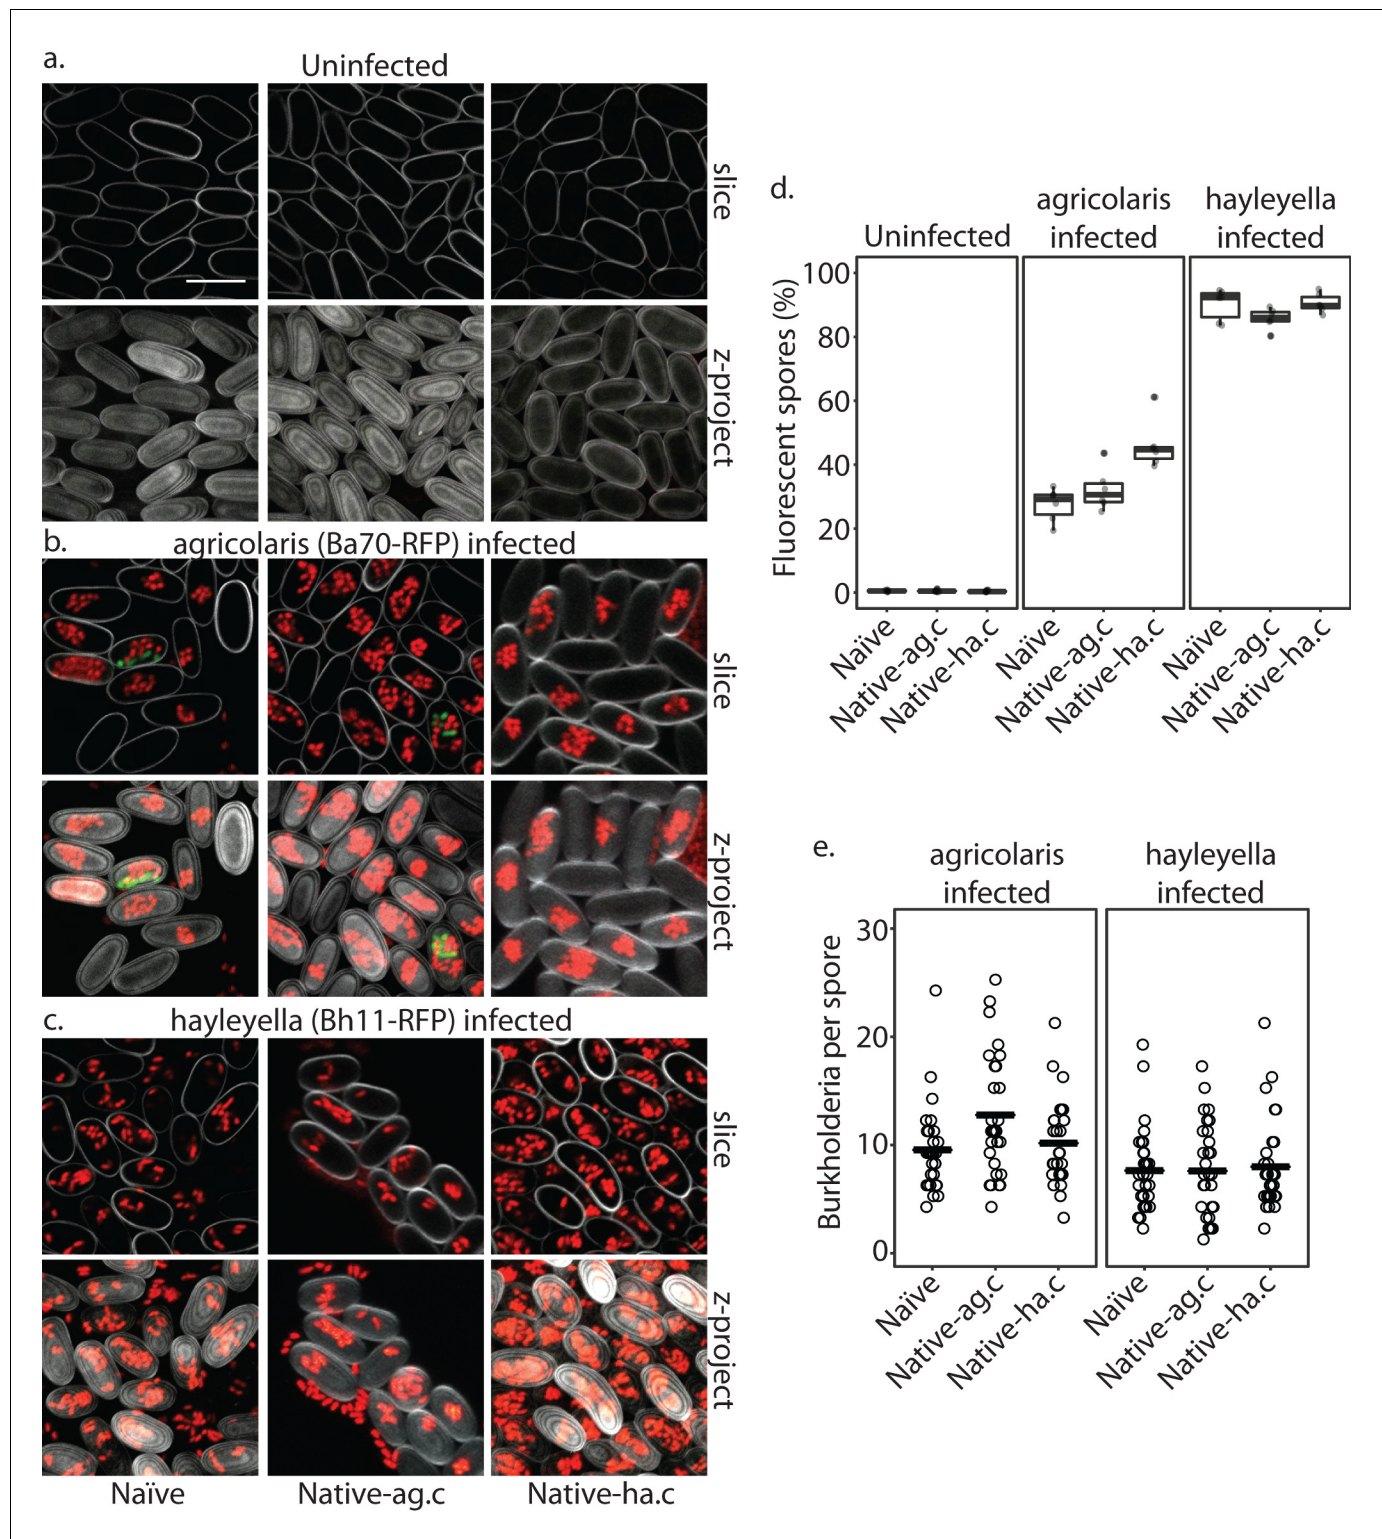 a.
Uninfected
slice
z-project
b.
agricolaris (Ba70-RFP) infected
slice
z-project
c.
hayleyella (Bh11-RFP) infected
slice
z-project
Naïve
Native-ag.c
Native-ha.c
d.
Uninfected
agricolaris
infected
hayleyella
infected
Fluorescent spores (%)
100
80
60
40
20
0
Naïve
Native-ag.c
Native-ha.c
Naïve
Native-ag.c
Native-ha.c
Naïve
Native-ag.c
Native-ha.c
e.
agricolaris
infected
hayleyella
infected
Burkholderia per spore
30
20
10
0
Naïve
Native-ag.c
Native-ha.c
Naïve
Native-ag.c
Native-ha.c